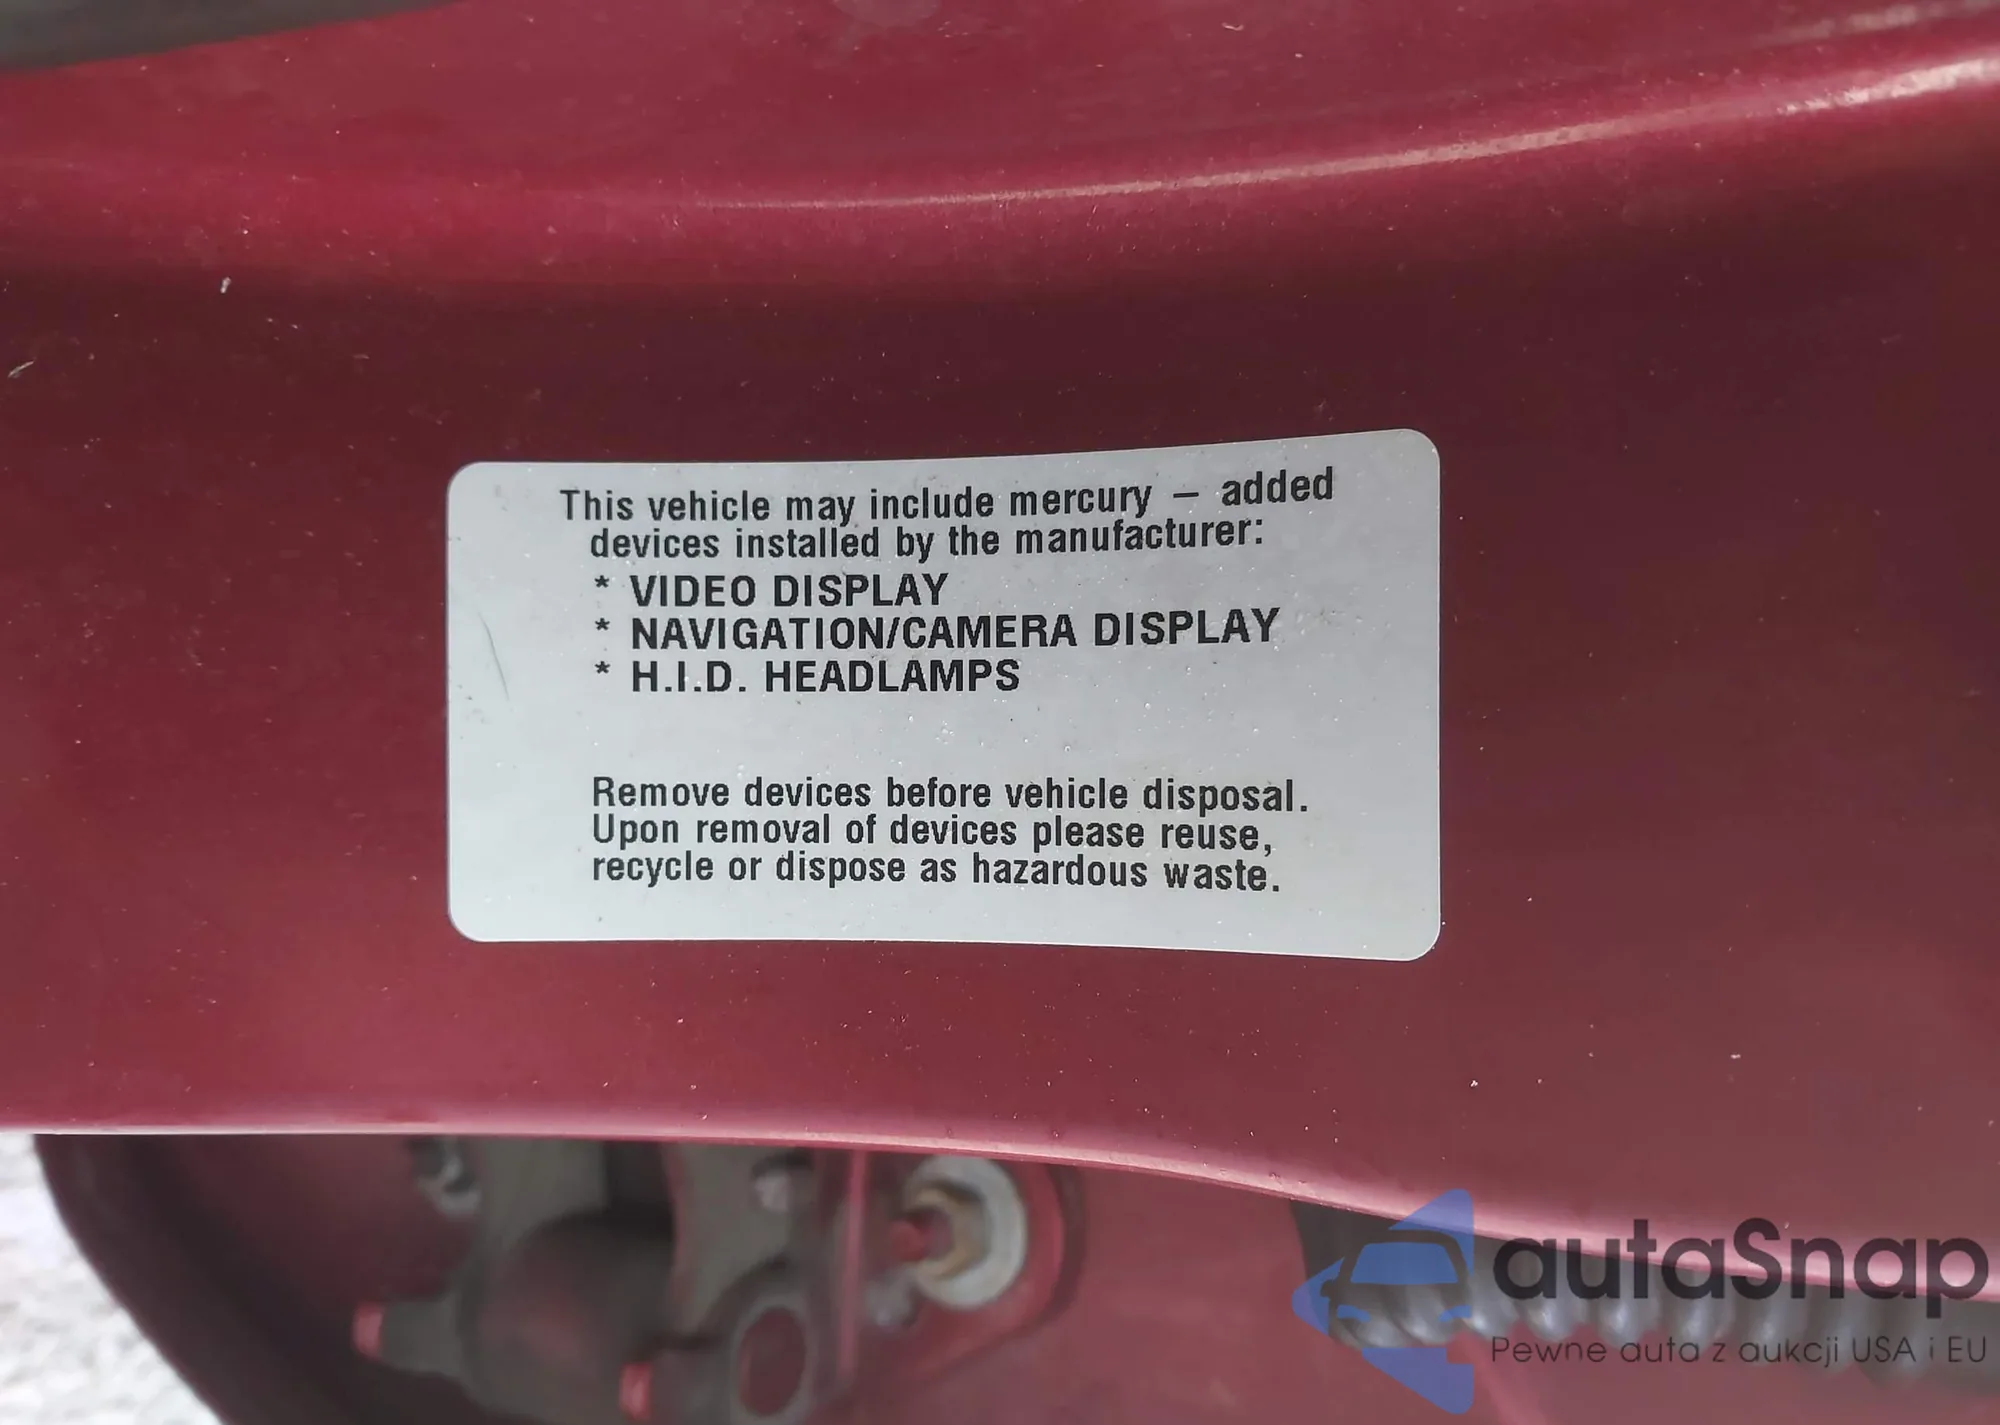 This vehicle may include mercury – added
devices installed by the manufacturer:
* VIDEO DISPLAY
* NAVIGATION/CAMERA DISPLAY
* H.I.D. HEADLAMPS
Remove devices before vehicle disposal.
Upon removal of devices please reuse,
recycle or dispose as hazardous waste.
autaSnap
Pewne auta z aukcji USA i EU